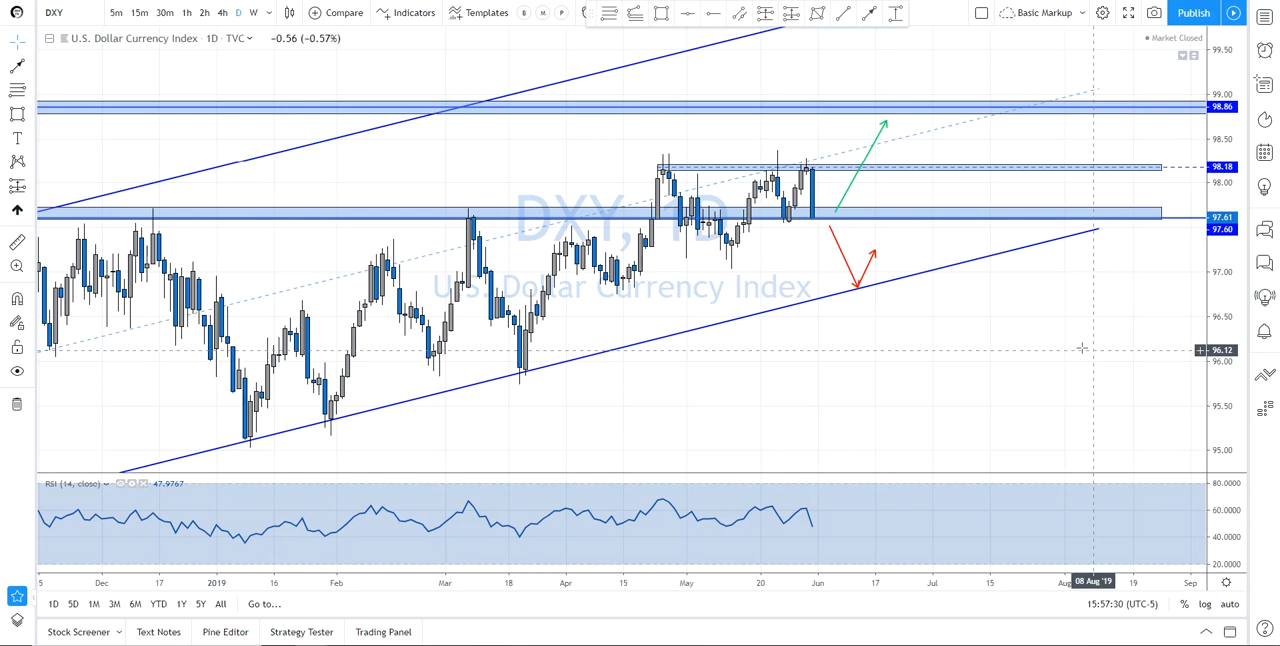 DXY 5m 15m 30m 1h 2h 4h D W Compare Indicators Templates B M P Basic Markup Publish
U.S. Dollar Currency Index · 1D · TVC −0.56 (−0.57%) Market Closed
99.50
99.00
98.86
98.50
98.18
98.00
97.61
97.60
97.00
96.50
96.12
96.00
95.50
95.00
DXY, 1D
U.S. Dollar Currency Index
RSI (14, close) 47.9767
80.0000
60.0000
40.0000
20.0000
5 Dec 17 2019 16 Feb Mar 18 Apr 15 May 20 Jun 17 Jul 15 Aug 08 Aug '19 19 Sep
1D 5D 1M 3M 6M YTD 1Y 5Y All Go to... 15:57:30 (UTC-5) % log auto
Stock Screener Text Notes Pine Editor Strategy Tester Trading Panel